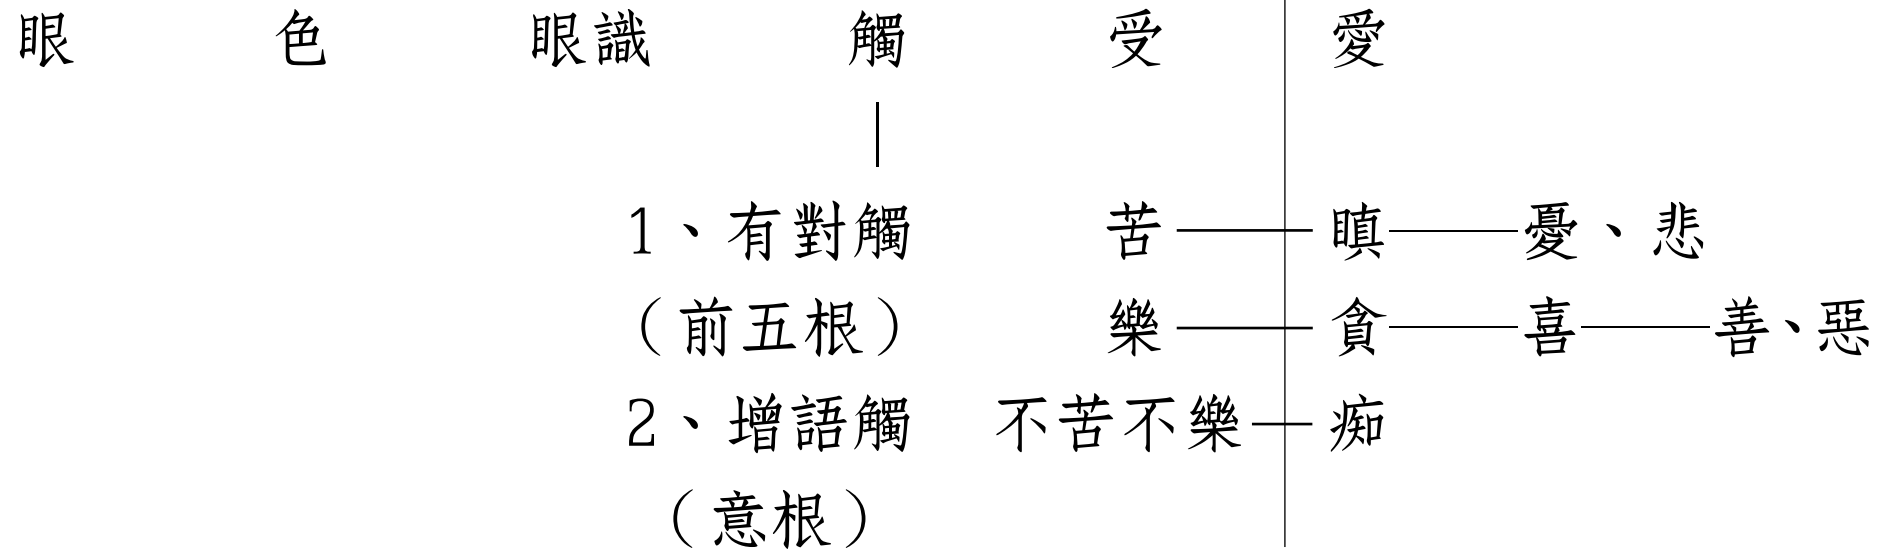 眼 色 眼識 觸 受 愛
1、有對觸 苦 瞋 憂、悲
（前五根） 樂 貪 喜 善、惡
2、增語觸 不苦不樂 痴
（意根）